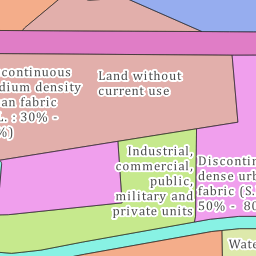 continuous
dium density
an fabric
L. : 30% -
%)
Land without
current use
Industrial,
commercial,
public,
military and
private units
Discontin
dense urb
fabric (S.
50% - 80
Wate